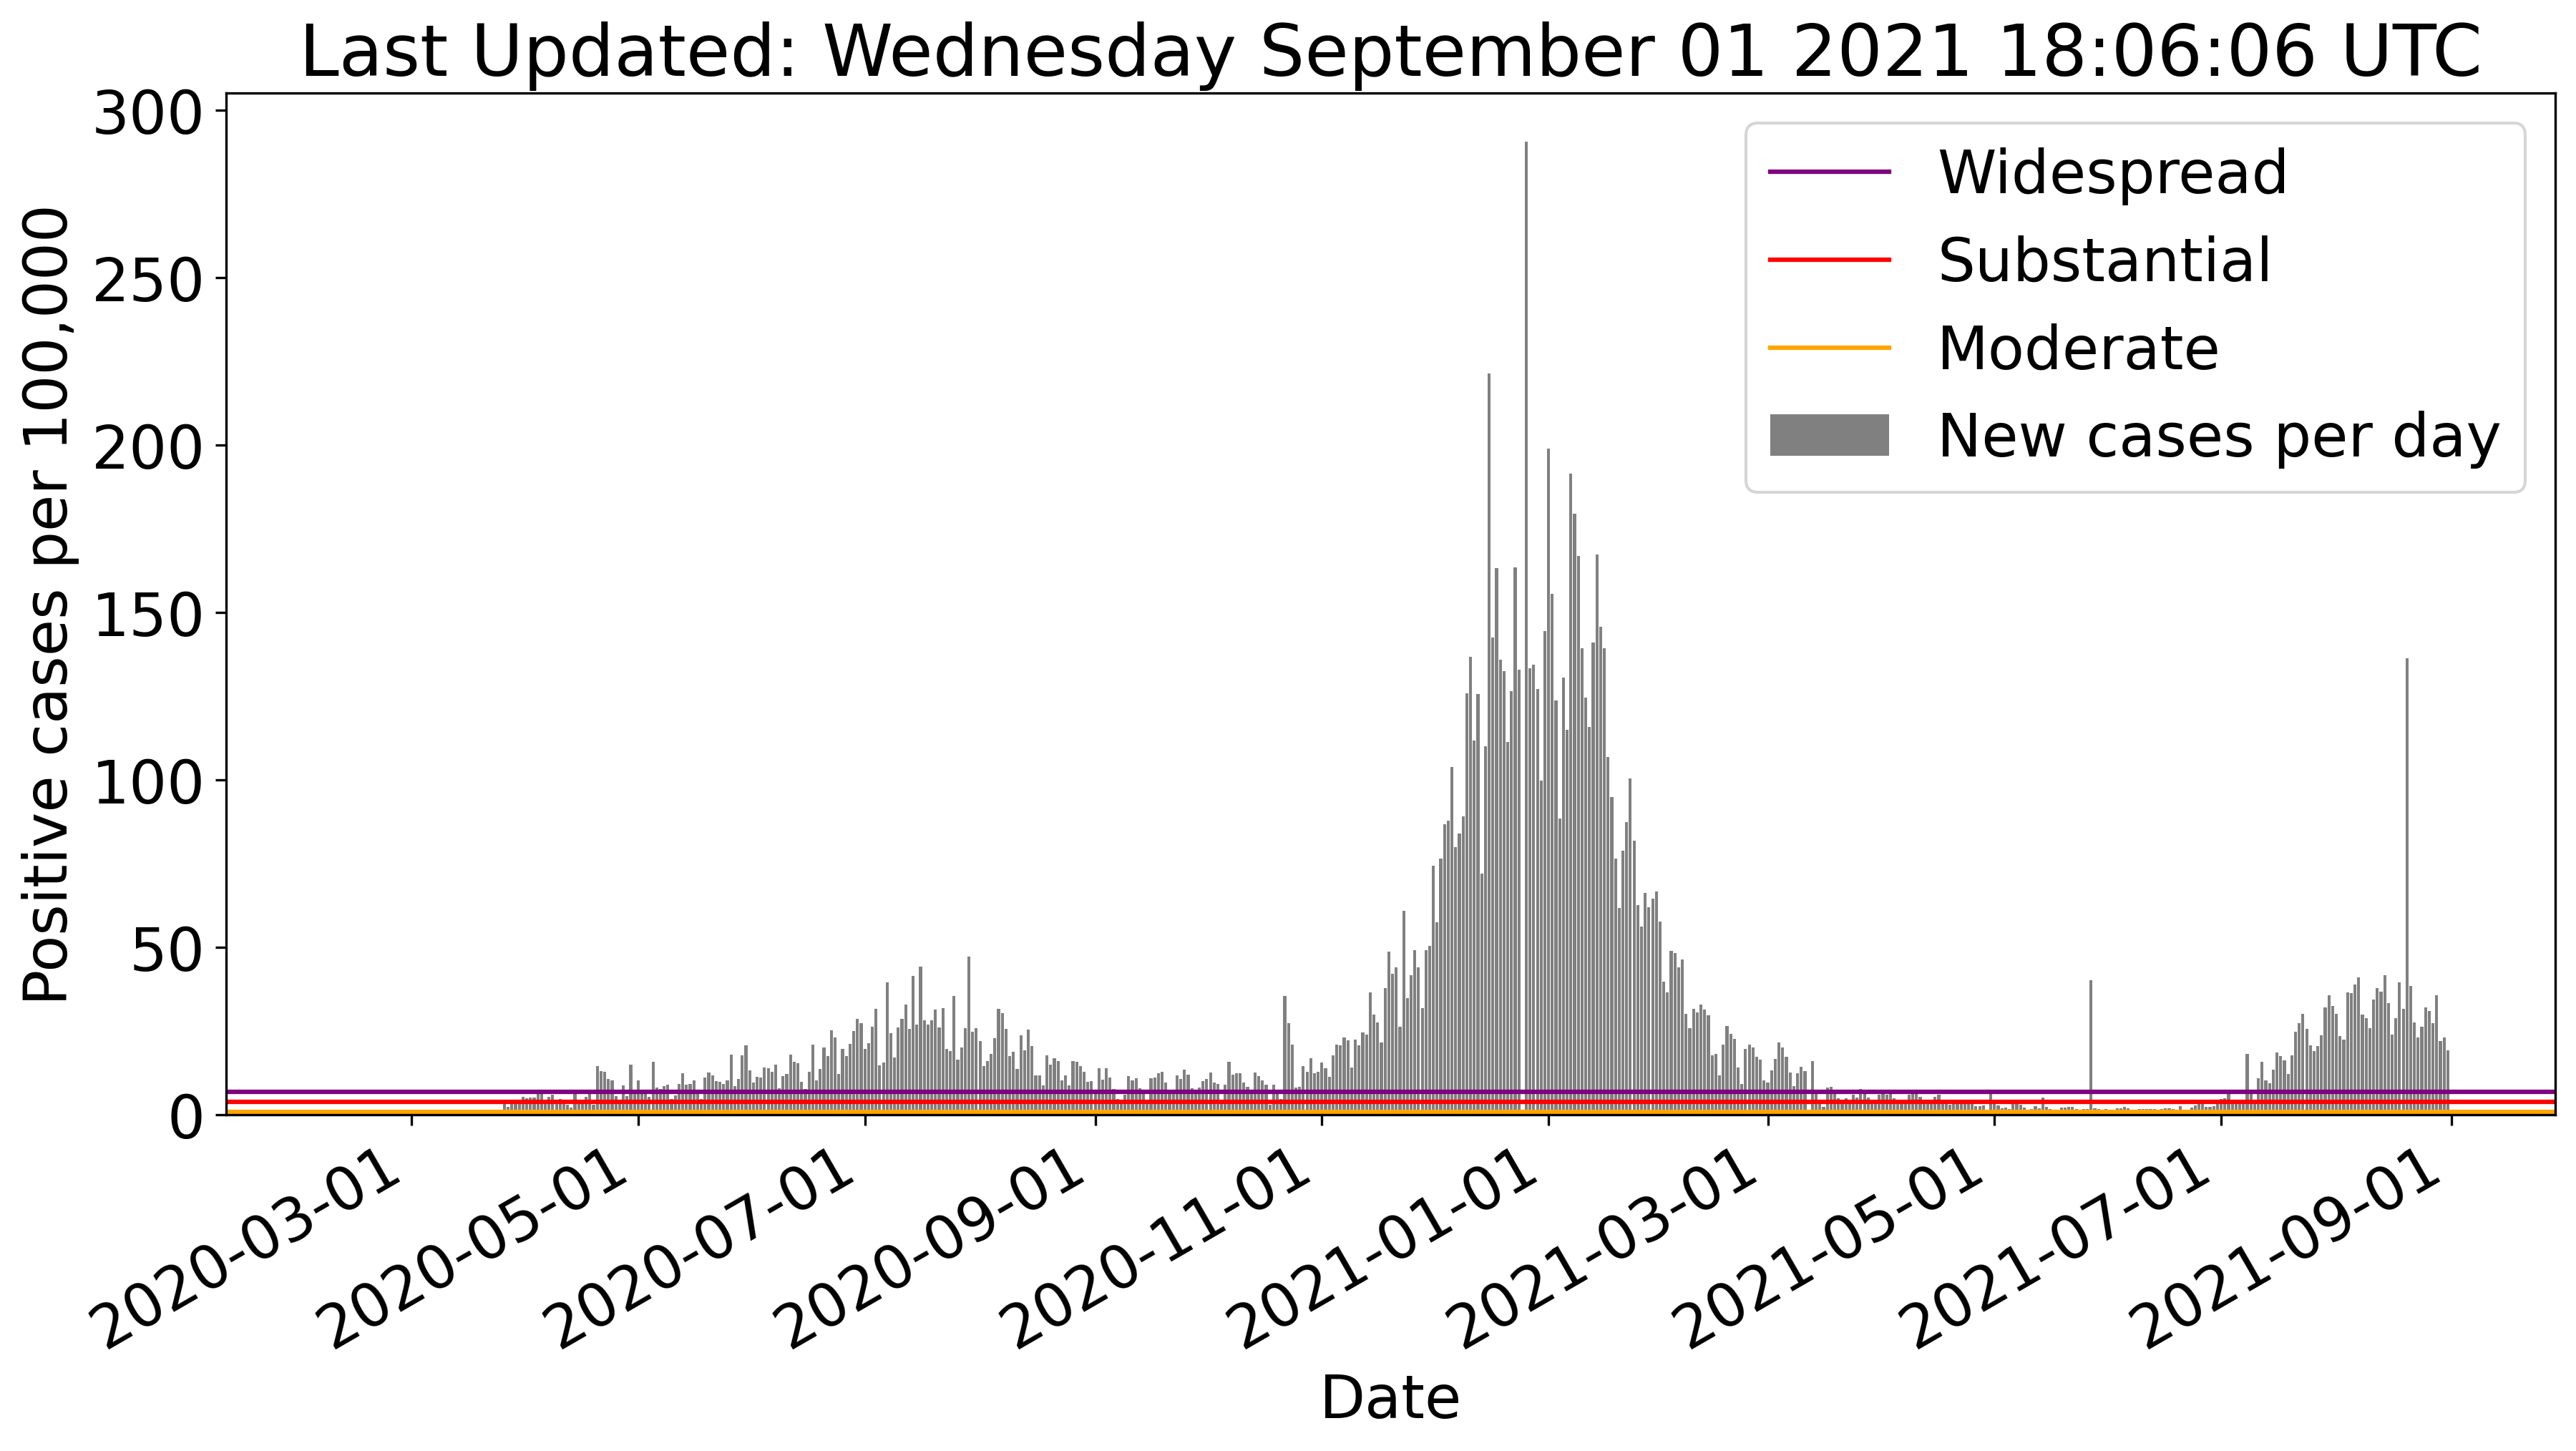 Last Updated: Wednesday September 01 2021 18:06:06 UTC
Positive cases per 100,000
300
250
200
150
100
50
0
Widespread
Substantial
Moderate
New cases per day
2020-03-01
2020-05-01
2020-07-01
2020-09-01
2020-11-01
2021-01-01
2021-03-01
2021-05-01
2021-07-01
2021-09-01
Date